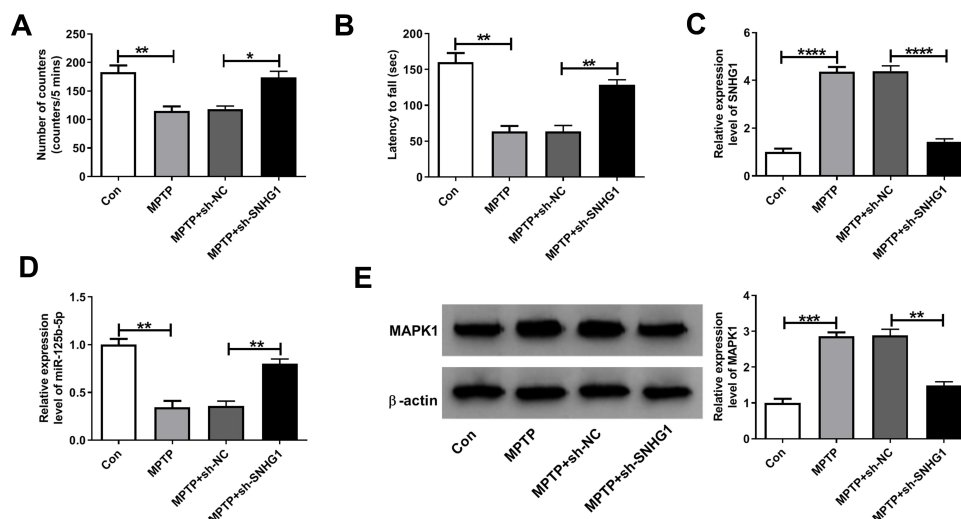 A
Number of counters
(counters/5 mins)
250
200
150
100
50
0
**
*
Con
MPTP
MPTP+sh-NC
MPTP+sh-SNHG1
B
Latency to fall (sec)
200
150
100
50
0
**
**
Con
MPTP
MPTP+sh-NC
MPTP+sh-SNHG1
C
Relative expression
level of SNHG1
6
4
2
0
****
****
Con
MPTP
MPTP+sh-NC
MPTP+sh-SNHG1
D
Relative expression
level of miR-125b-5p
1.5
1.0
0.5
0.0
**
**
Con
MPTP
MPTP+sh-NC
MPTP+sh-SNHG1
E
MAPK1
β-actin
Con
MPTP
MPTP+sh-NC
MPTP+sh-SNHG1
Relative expression
level of MAPK1
4
3
2
1
0
***
**
Con
MPTP
MPTP+sh-NC
MPTP+sh-SNHG1